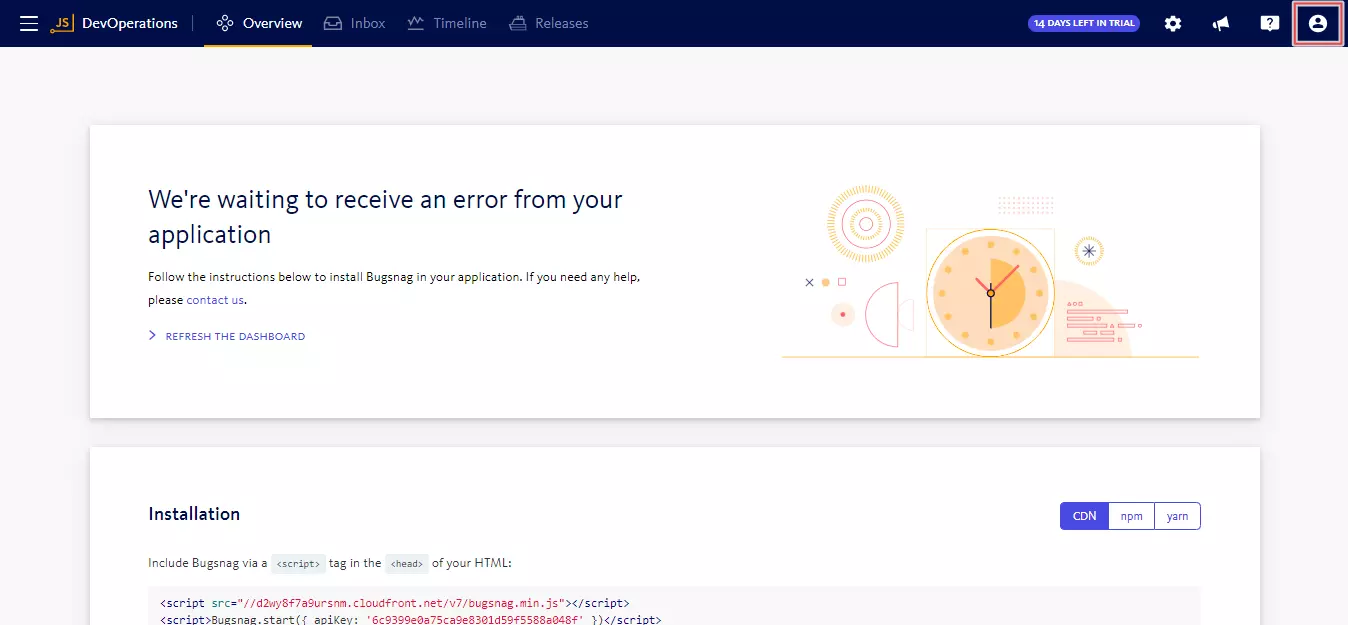 JS DevOperations Overview Inbox Timeline Releases 14 DAYS LEFT IN TRIAL ?
We're waiting to receive an error from your
application
Follow the instructions below to install Bugsnag in your application. If you need any help,
please contact us.
REFRESH THE DASHBOARD
Installation
CDN npm yarn
Include Bugsnag via a <script> tag in the <head> of your HTML:
<script src="//d2wy8f7a9ursnm.cloudfront.net/v7/bugsnag.min.js"></script>
<script>Bugsnag.start({ apiKey: '6c9399e0a75ca9e8301d59f5588a048f' })</script>